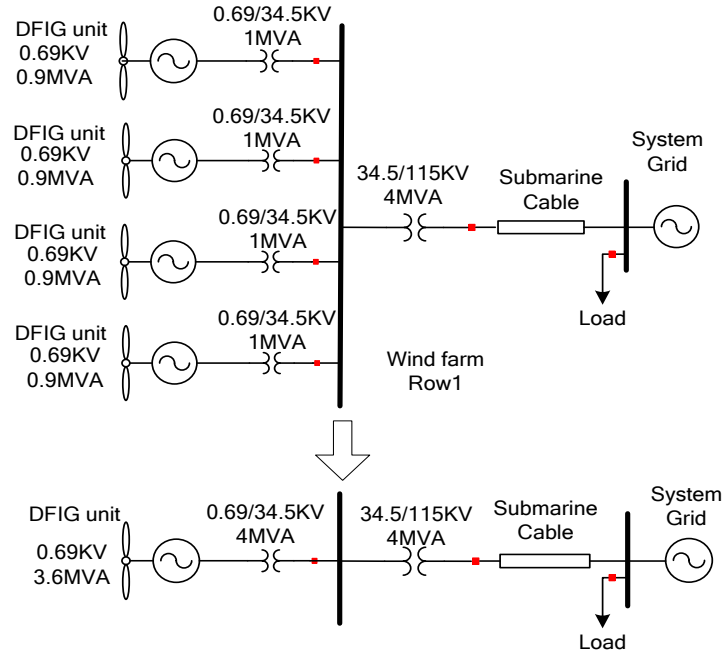 DFIG unit
0.69KV
0.9MVA
0.69/34.5KV
1MVA
DFIG unit
0.69KV
0.9MVA
0.69/34.5KV
1MVA
DFIG unit
0.69KV
0.9MVA
0.69/34.5KV
1MVA
DFIG unit
0.69KV
0.9MVA
0.69/34.5KV
1MVA
34.5/115KV
4MVA
Submarine
Cable
System
Grid
Load
Wind farm
Row1
DFIG unit
0.69KV
3.6MVA
0.69/34.5KV
4MVA
34.5/115KV
4MVA
Submarine
Cable
System
Grid
Load